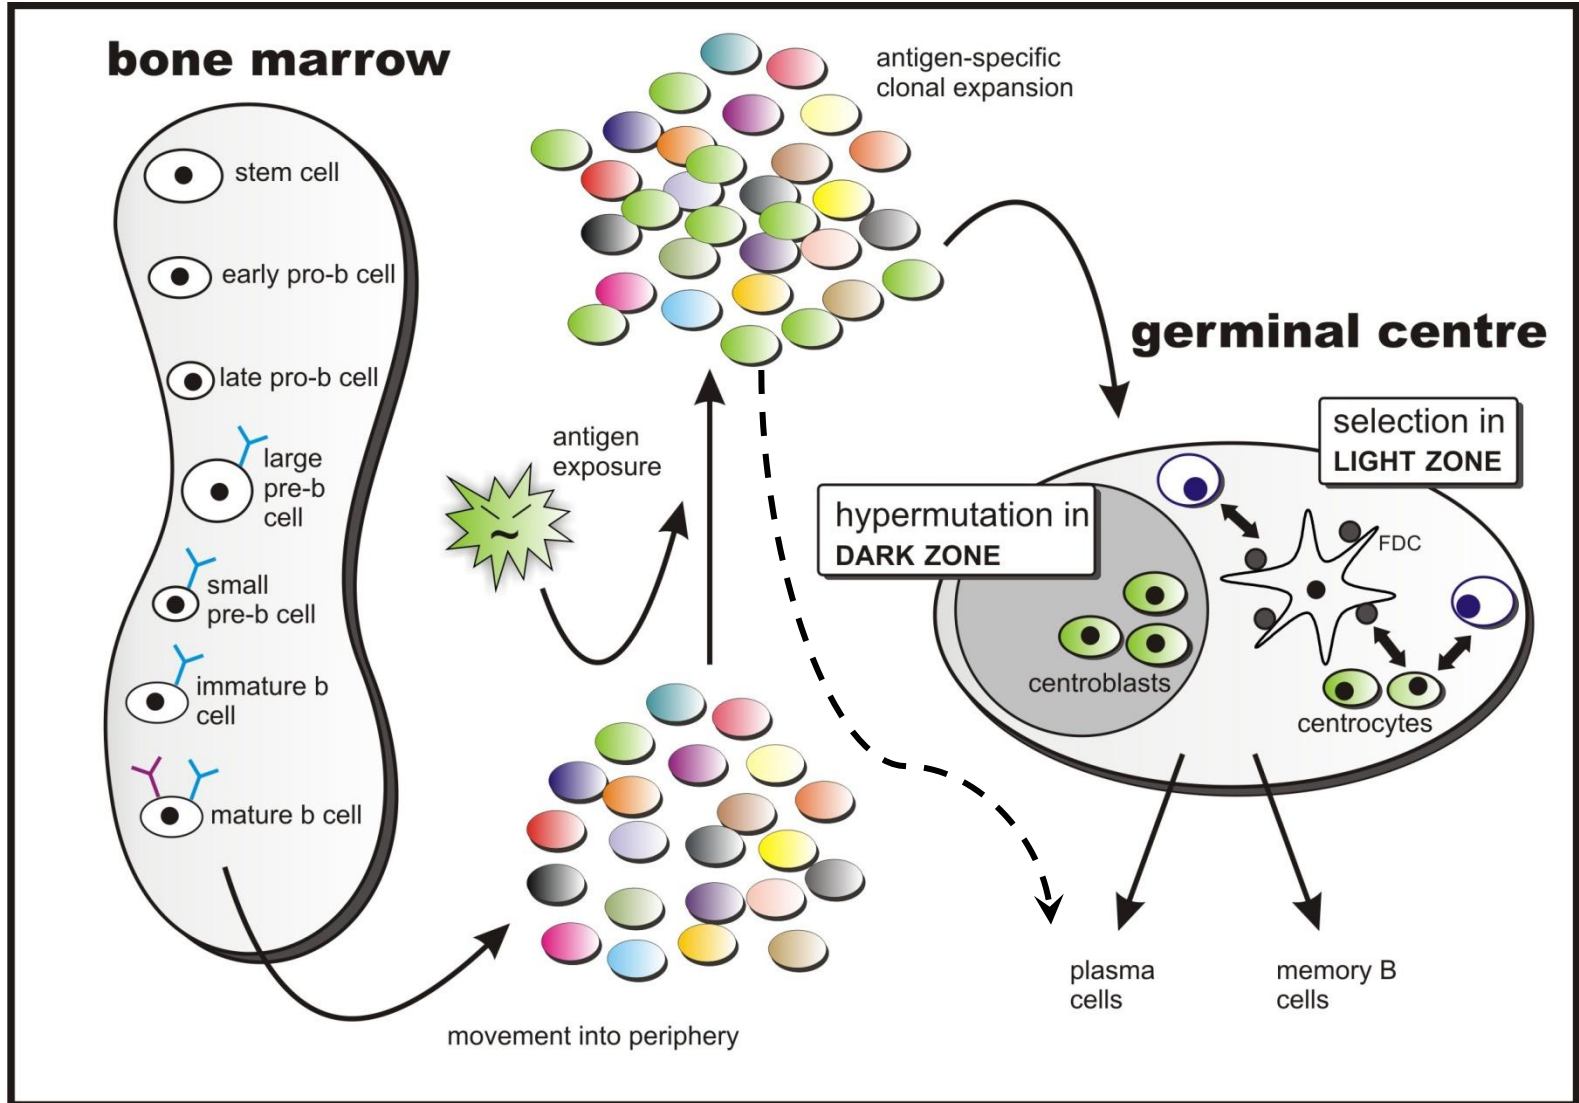 bone marrow
stem cell
early pro-b cell
late pro-b cell
large
pre-b
cell
small
pre-b cell
immature b
cell
mature b cell
movement into periphery
antigen
exposure
antigen-specific
clonal expansion
germinal centre
selection in
LIGHT ZONE
hypermutation in
DARK ZONE
FDC
centroblasts
centrocytes
plasma
cells
memory B
cells